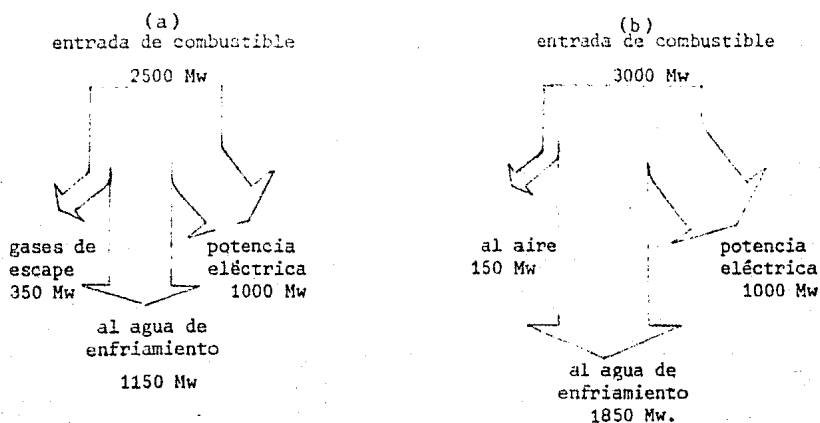 (a)
entrada de combustible
2500 Mw
gases de
escape
350 Mw
potencia
eléctrica
1000 Mw
al agua de
enfriamiento
1150 Mw
(b)
entrada de combustible
3000 Mw
al aire
150 Mw
potencia
eléctrica
1000 Mw
al agua de
enfriamiento
1850 Mw.